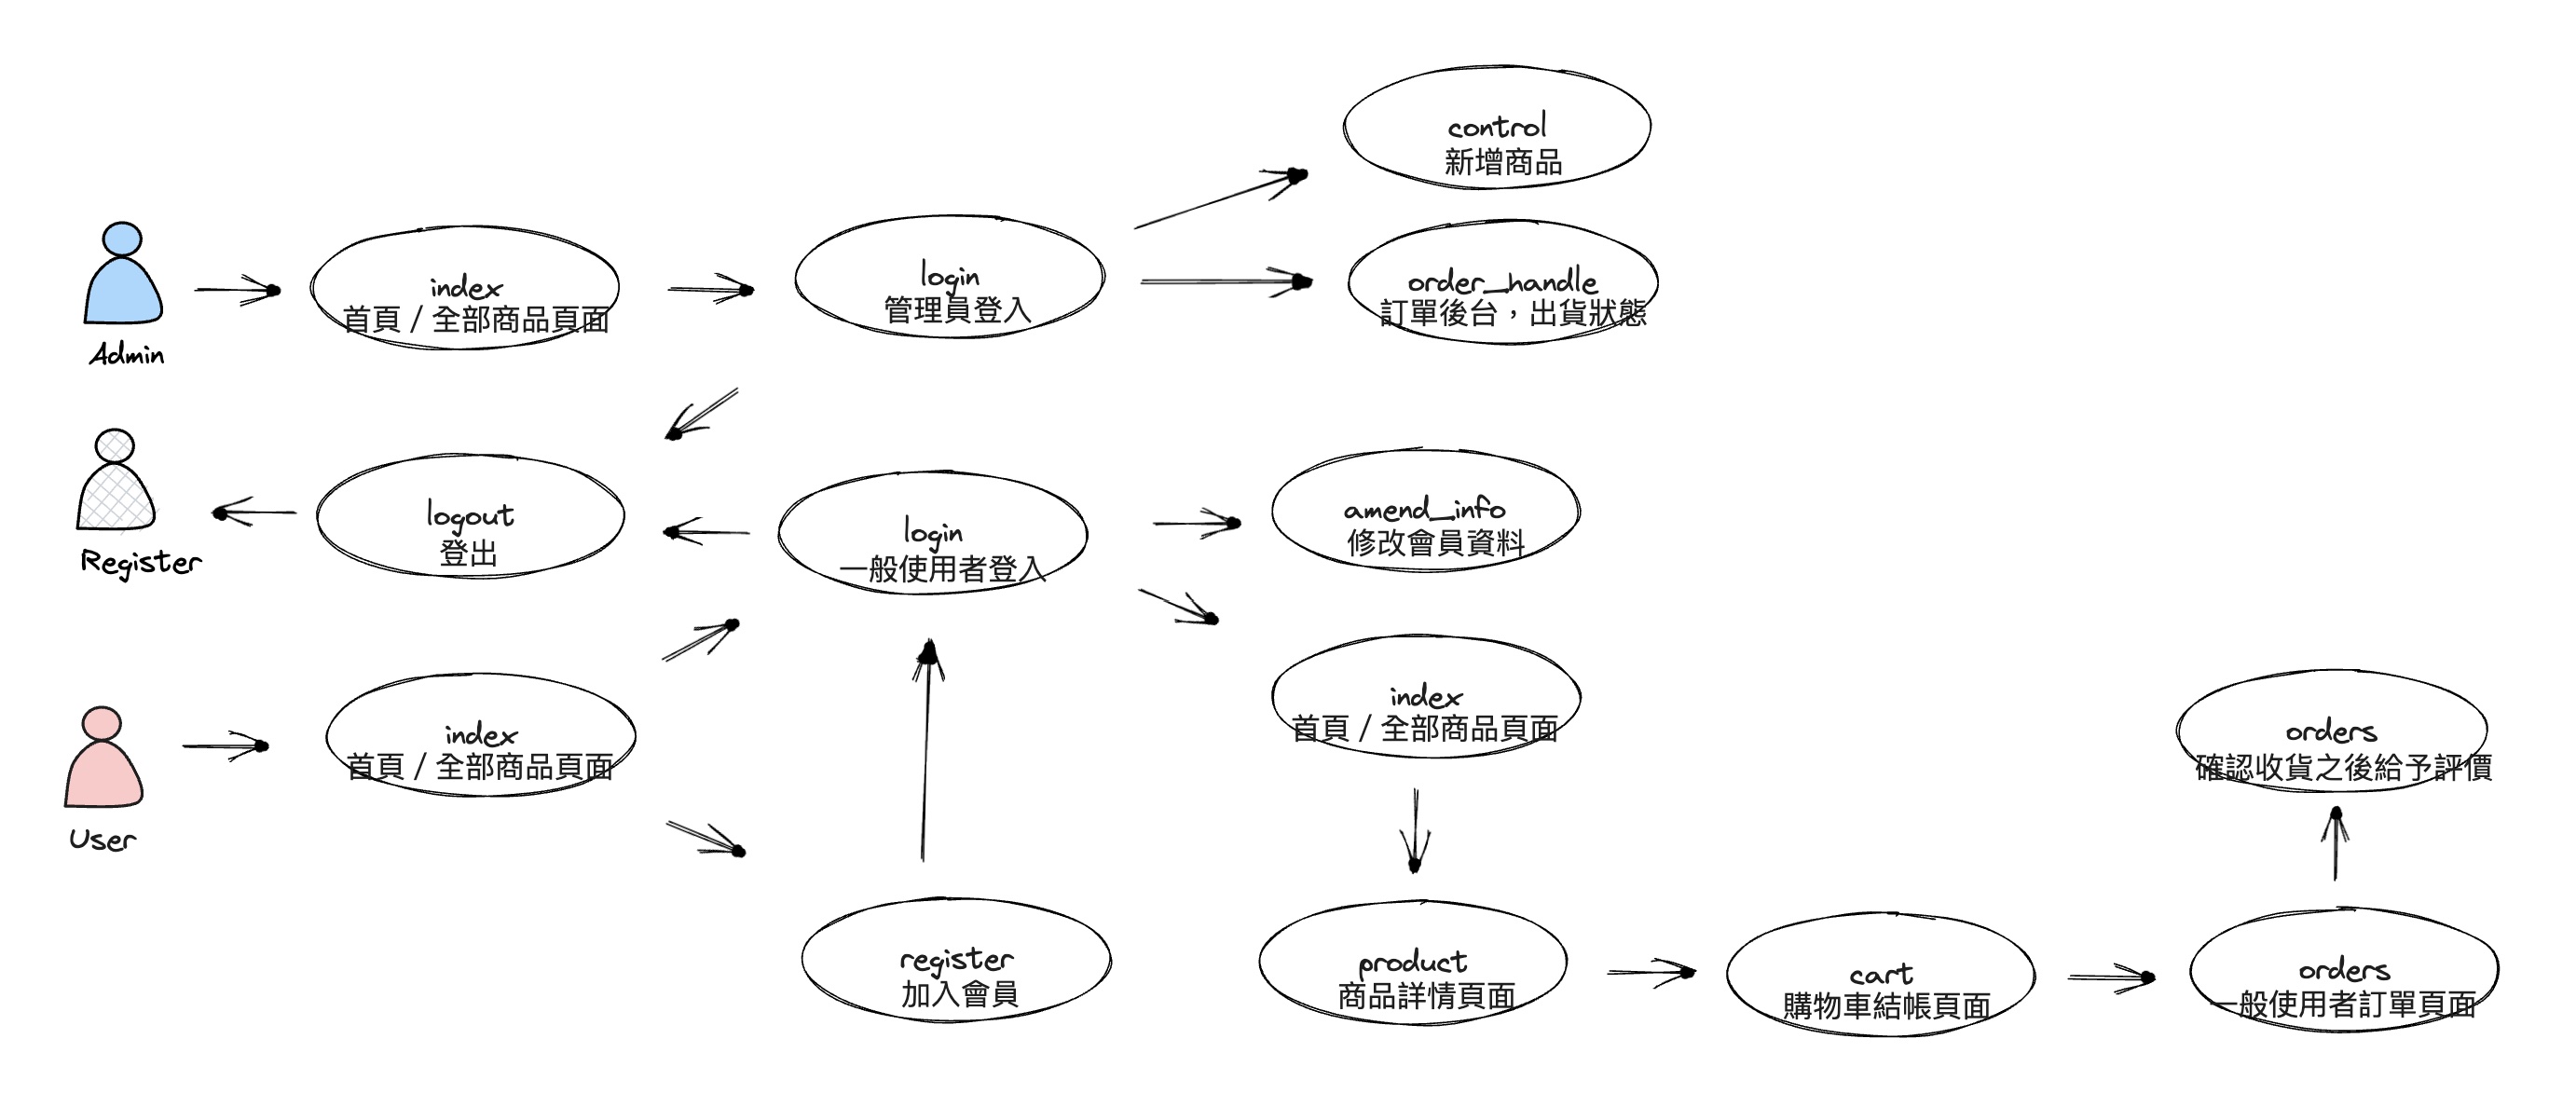 control
新增商品
Admin
index
首頁 / 全部商品頁面
login
管理員登入
order_handle
訂單後台，出貨狀態
Register
logout
登出
login
一般使用者登入
amend_info
修改會員資料
User
index
首頁 / 全部商品頁面
index
首頁 / 全部商品頁面
orders
確認收貨之後給予評價
register
加入會員
product
商品詳情頁面
cart
購物車結帳頁面
orders
一般使用者訂單頁面